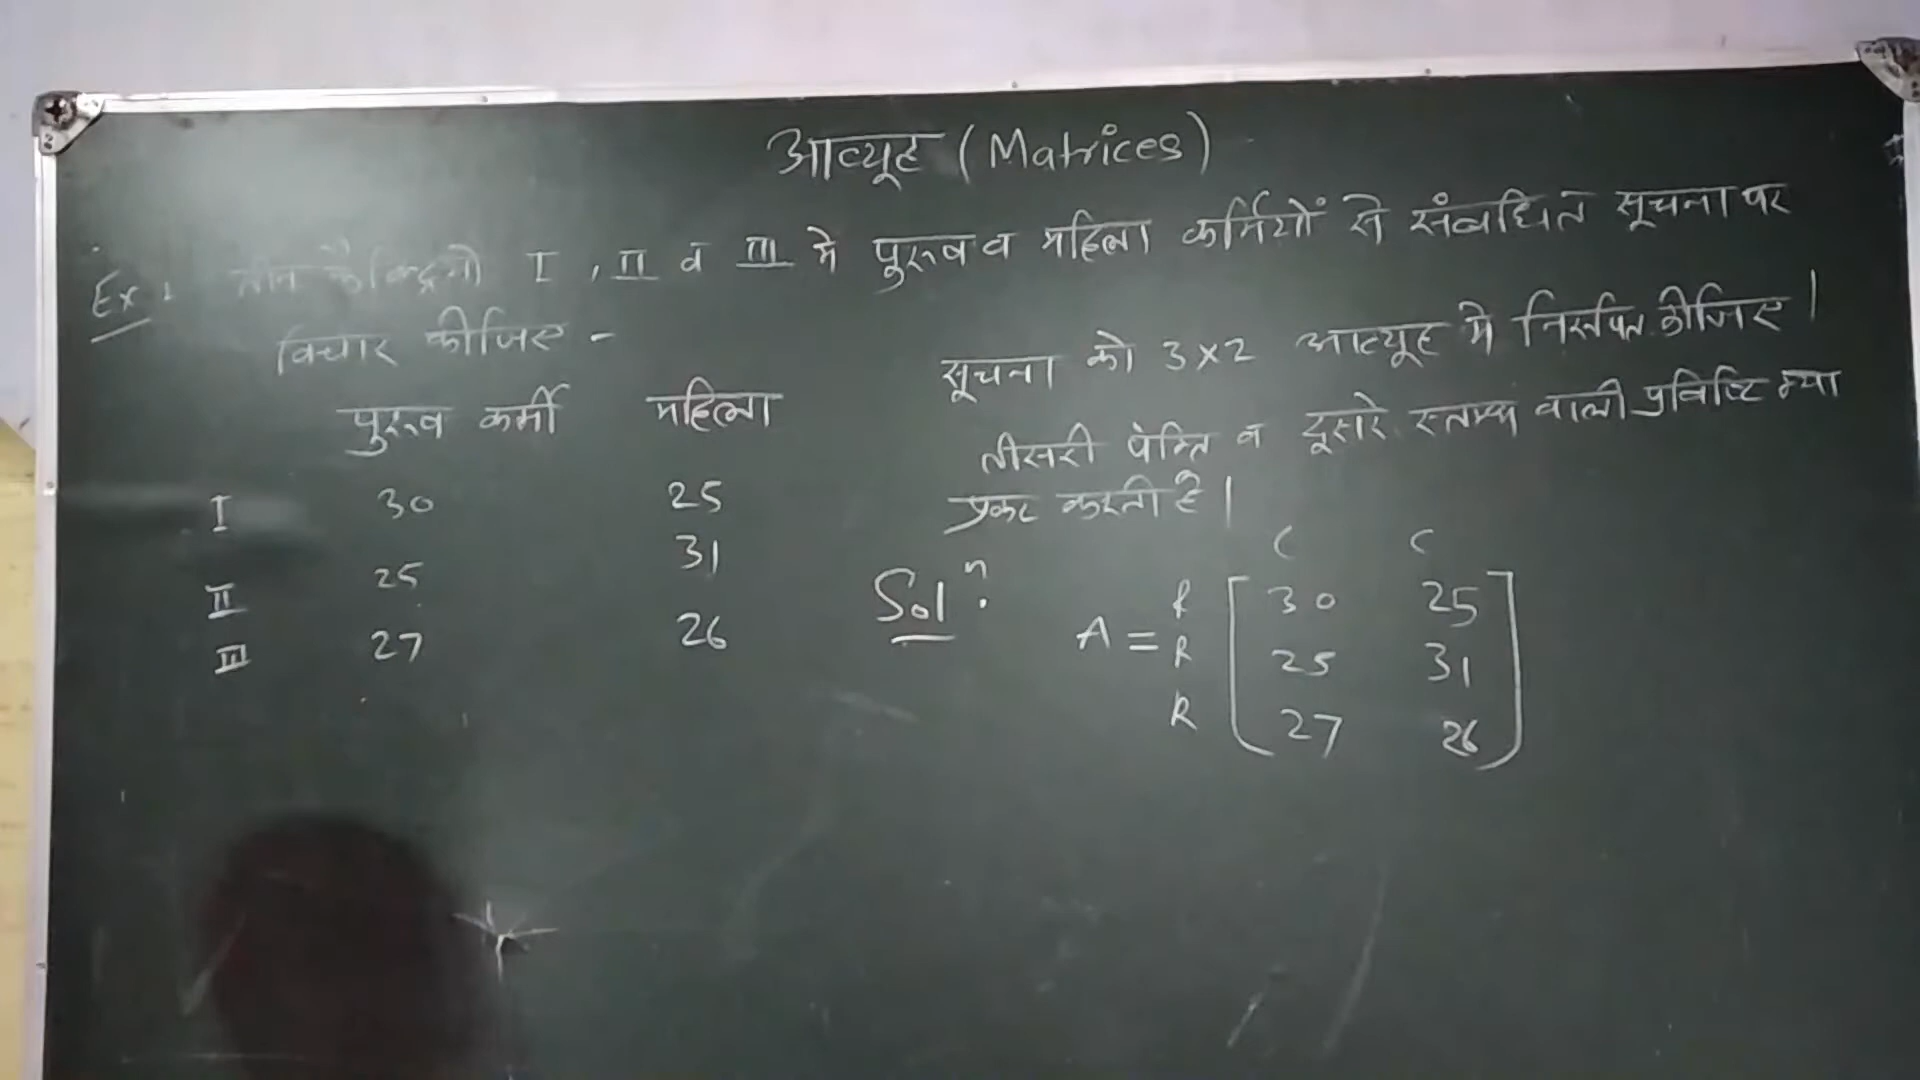 आव्यूह (Matrices)
Ex. तीन फैक्ट्रियों I, II व III मे पुरूष व महिला कर्मियों से संबधित सूचना पर
विचार कीजिए -
पुरूष कर्मी महिला
I 30 25
II 25 31
III 27 26
सूचना को 3×2 आव्यूह मे निरूपित कीजिए।
तीसरी पंक्ति व दूसरे स्तम्भ वाली प्रविष्टि क्या
प्रकट करती है।
Solⁿ.
C C
A = R [ 30 25
R 25 31
R 27 26 ]